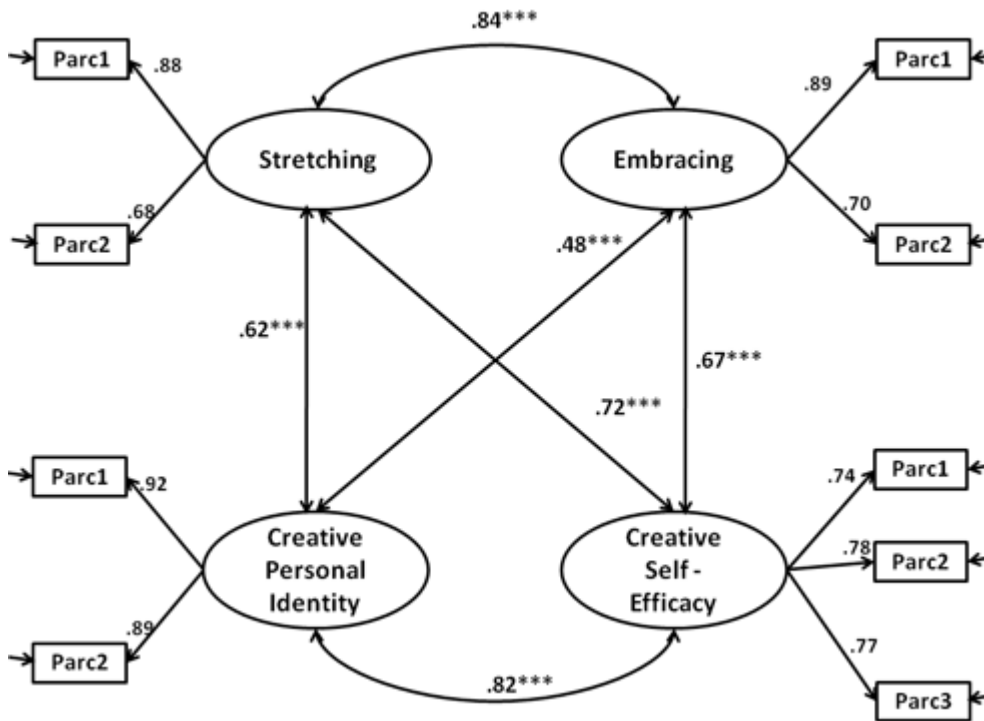 .84***
Parc1
Parc1
.88
.89
Stretching
Embracing
.68
.70
Parc2
Parc2
.48***
.62***
.67***
.72***
Parc1
Parc1
.92
.74
Creative
Personal
Identity
Creative
Self -
Efficacy
.78
Parc2
.89
.77
Parc2
.82***
Parc3